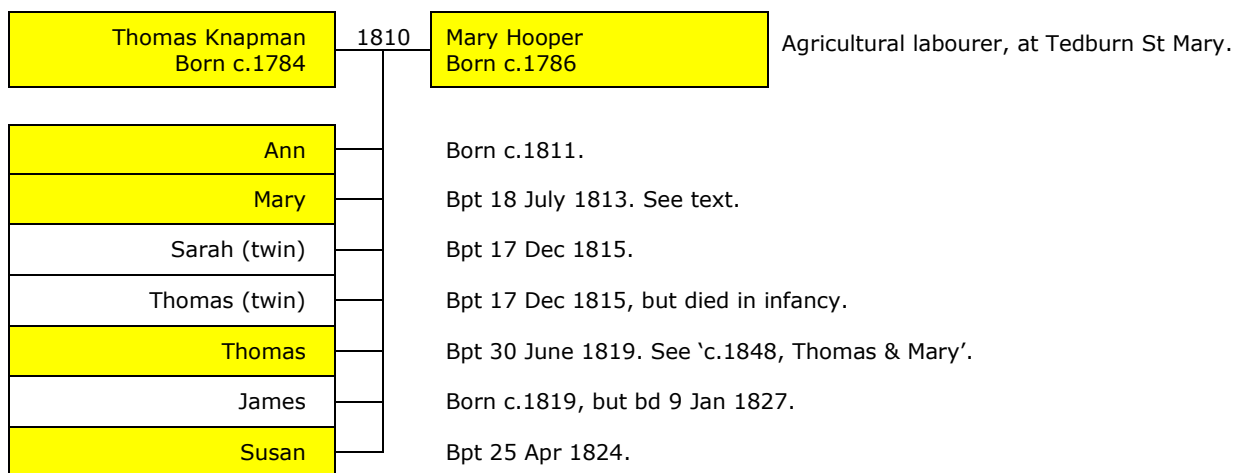 Thomas Knapman
Born c.1784
1810
Mary Hooper
Born c.1786
Agricultural labourer, at Tedburn St Mary.
Ann
Born c.1811.
Mary
Bpt 18 July 1813. See text.
Sarah (twin)
Bpt 17 Dec 1815.
Thomas (twin)
Bpt 17 Dec 1815, but died in infancy.
Thomas
Bpt 30 June 1819. See ‘c.1848, Thomas & Mary’.
James
Born c.1819, but bd 9 Jan 1827.
Susan
Bpt 25 Apr 1824.